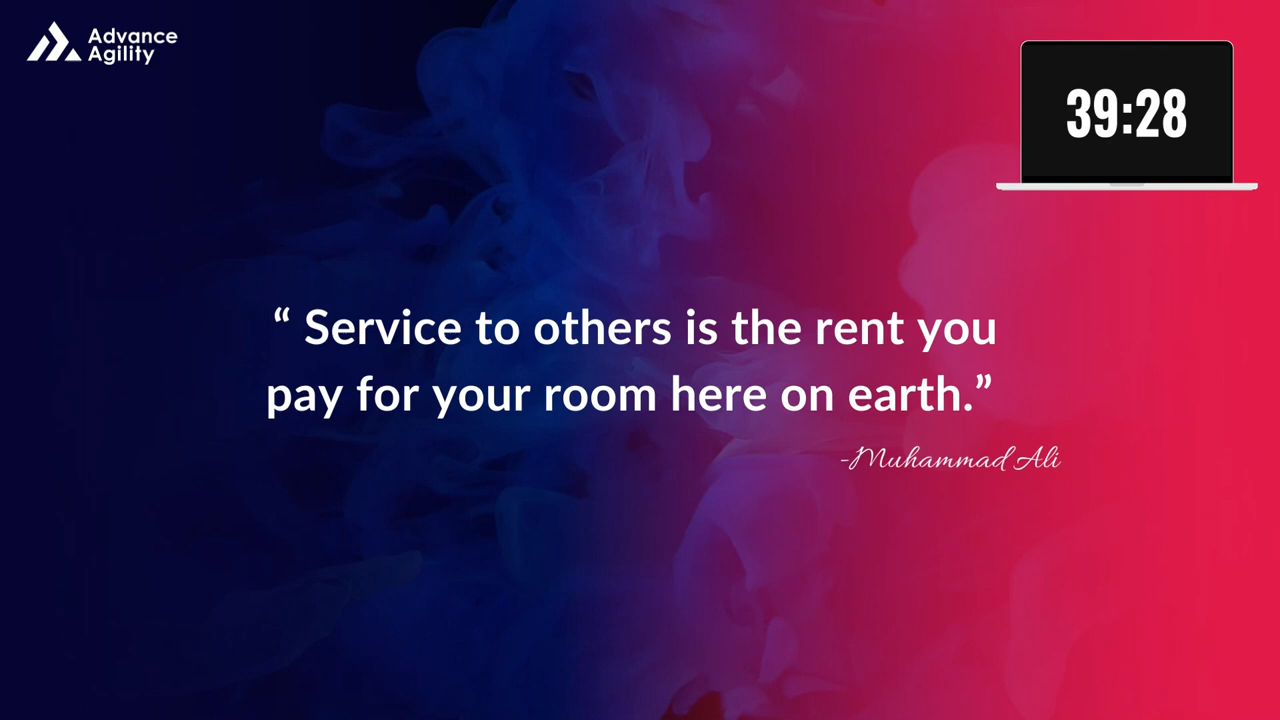 Advance
Agility
39:28
“ Service to others is the rent you
pay for your room here on earth.”
-Muhammad Ali